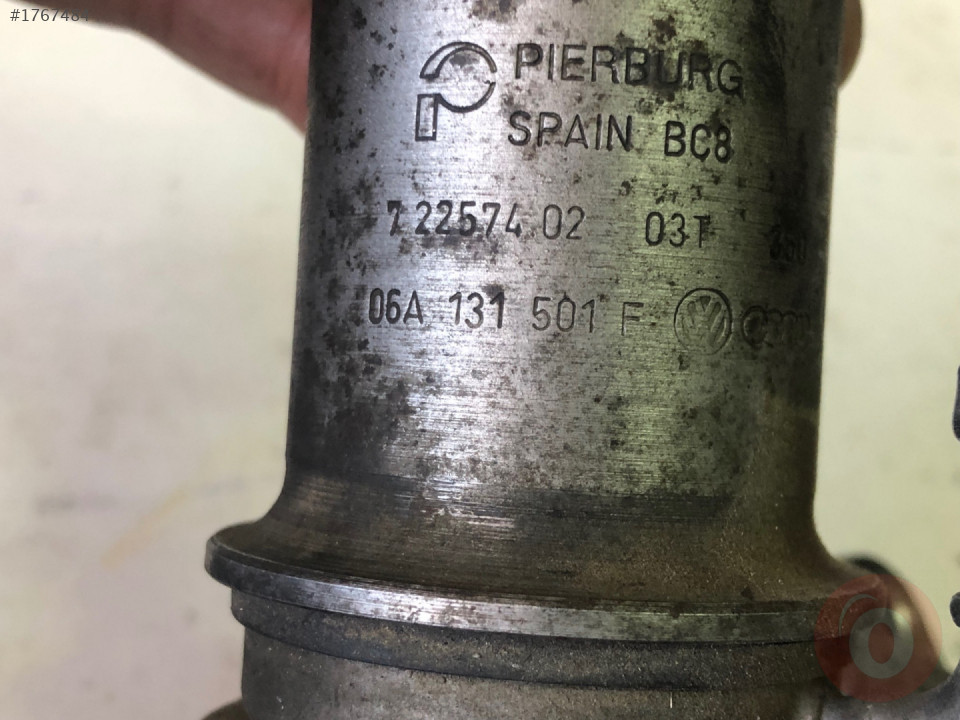 #17674
PIERBURG
SPAIN BC8
7.22574.02 03T
06A 131 501 F